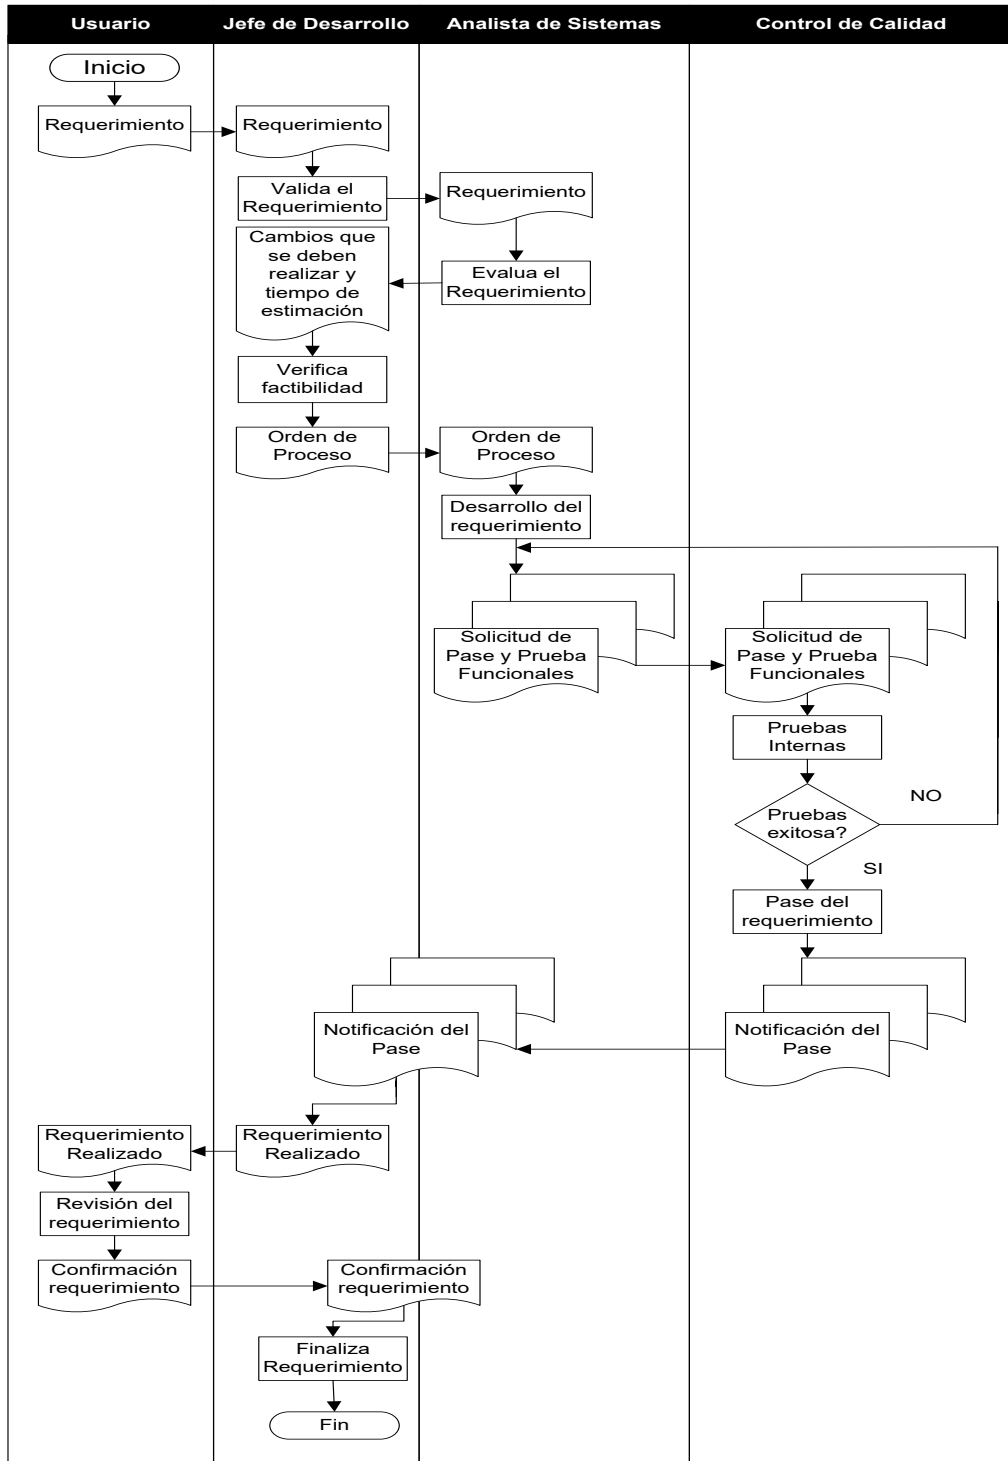 Usuario
Jefe de Desarrollo
Analista de Sistemas
Control de Calidad
Inicio
Requerimiento
Requerimiento
Valida el
Requerimiento
Requerimiento
Cambios que
se deben
realizar y
tiempo de
estimación
Evalua el
Requerimiento
Verifica
factibilidad
Orden de
Proceso
Orden de
Proceso
Desarrollo del
requerimiento
Solicitud de
Pase y Prueba
Funcionales
Solicitud de
Pase y Prueba
Funcionales
Pruebas
Internas
Pruebas
exitosa?
NO
SI
Pase del
requerimiento
Notificación del
Pase
Notificación del
Pase
Requerimiento
Realizado
Requerimiento
Realizado
Revisión del
requerimiento
Confirmación
requerimiento
Confirmación
requerimiento
Finaliza
Requerimiento
Fin